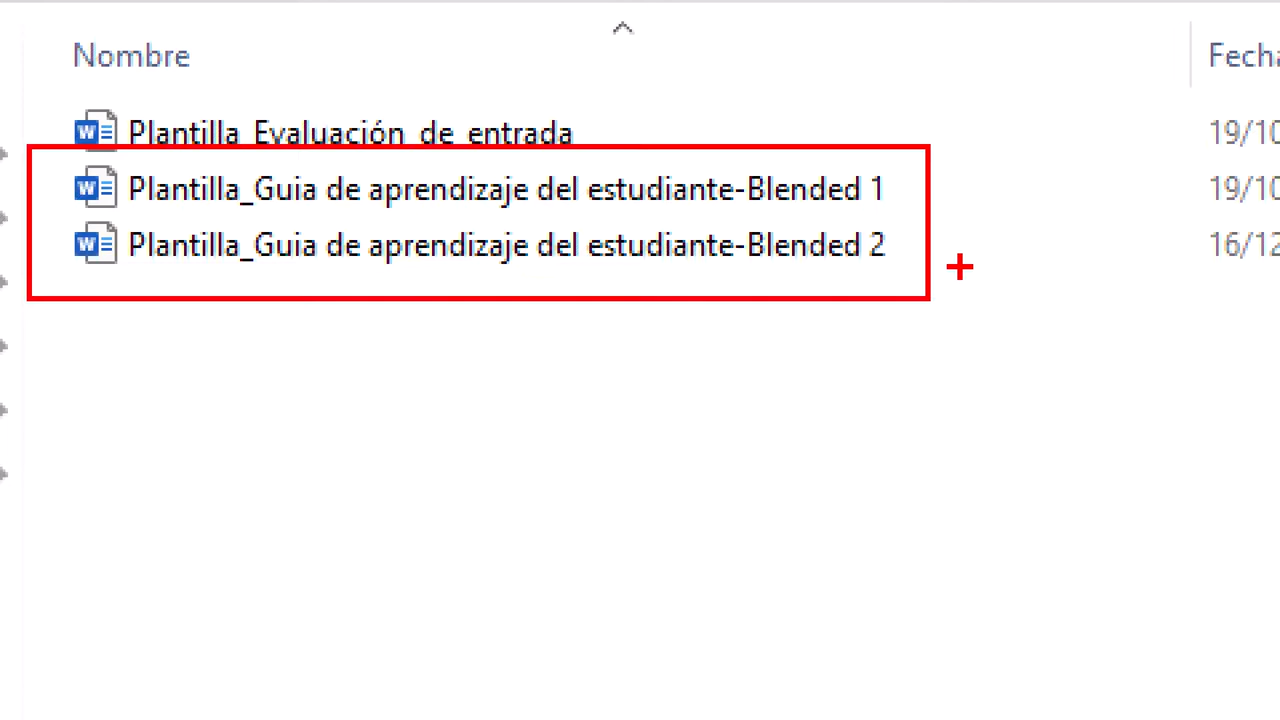 Nombre
Fecha
Plantilla_Evaluación_de_entrada
19/10
Plantilla_Guia de aprendizaje del estudiante-Blended 1
19/10
Plantilla_Guia de aprendizaje del estudiante-Blended 2
16/12